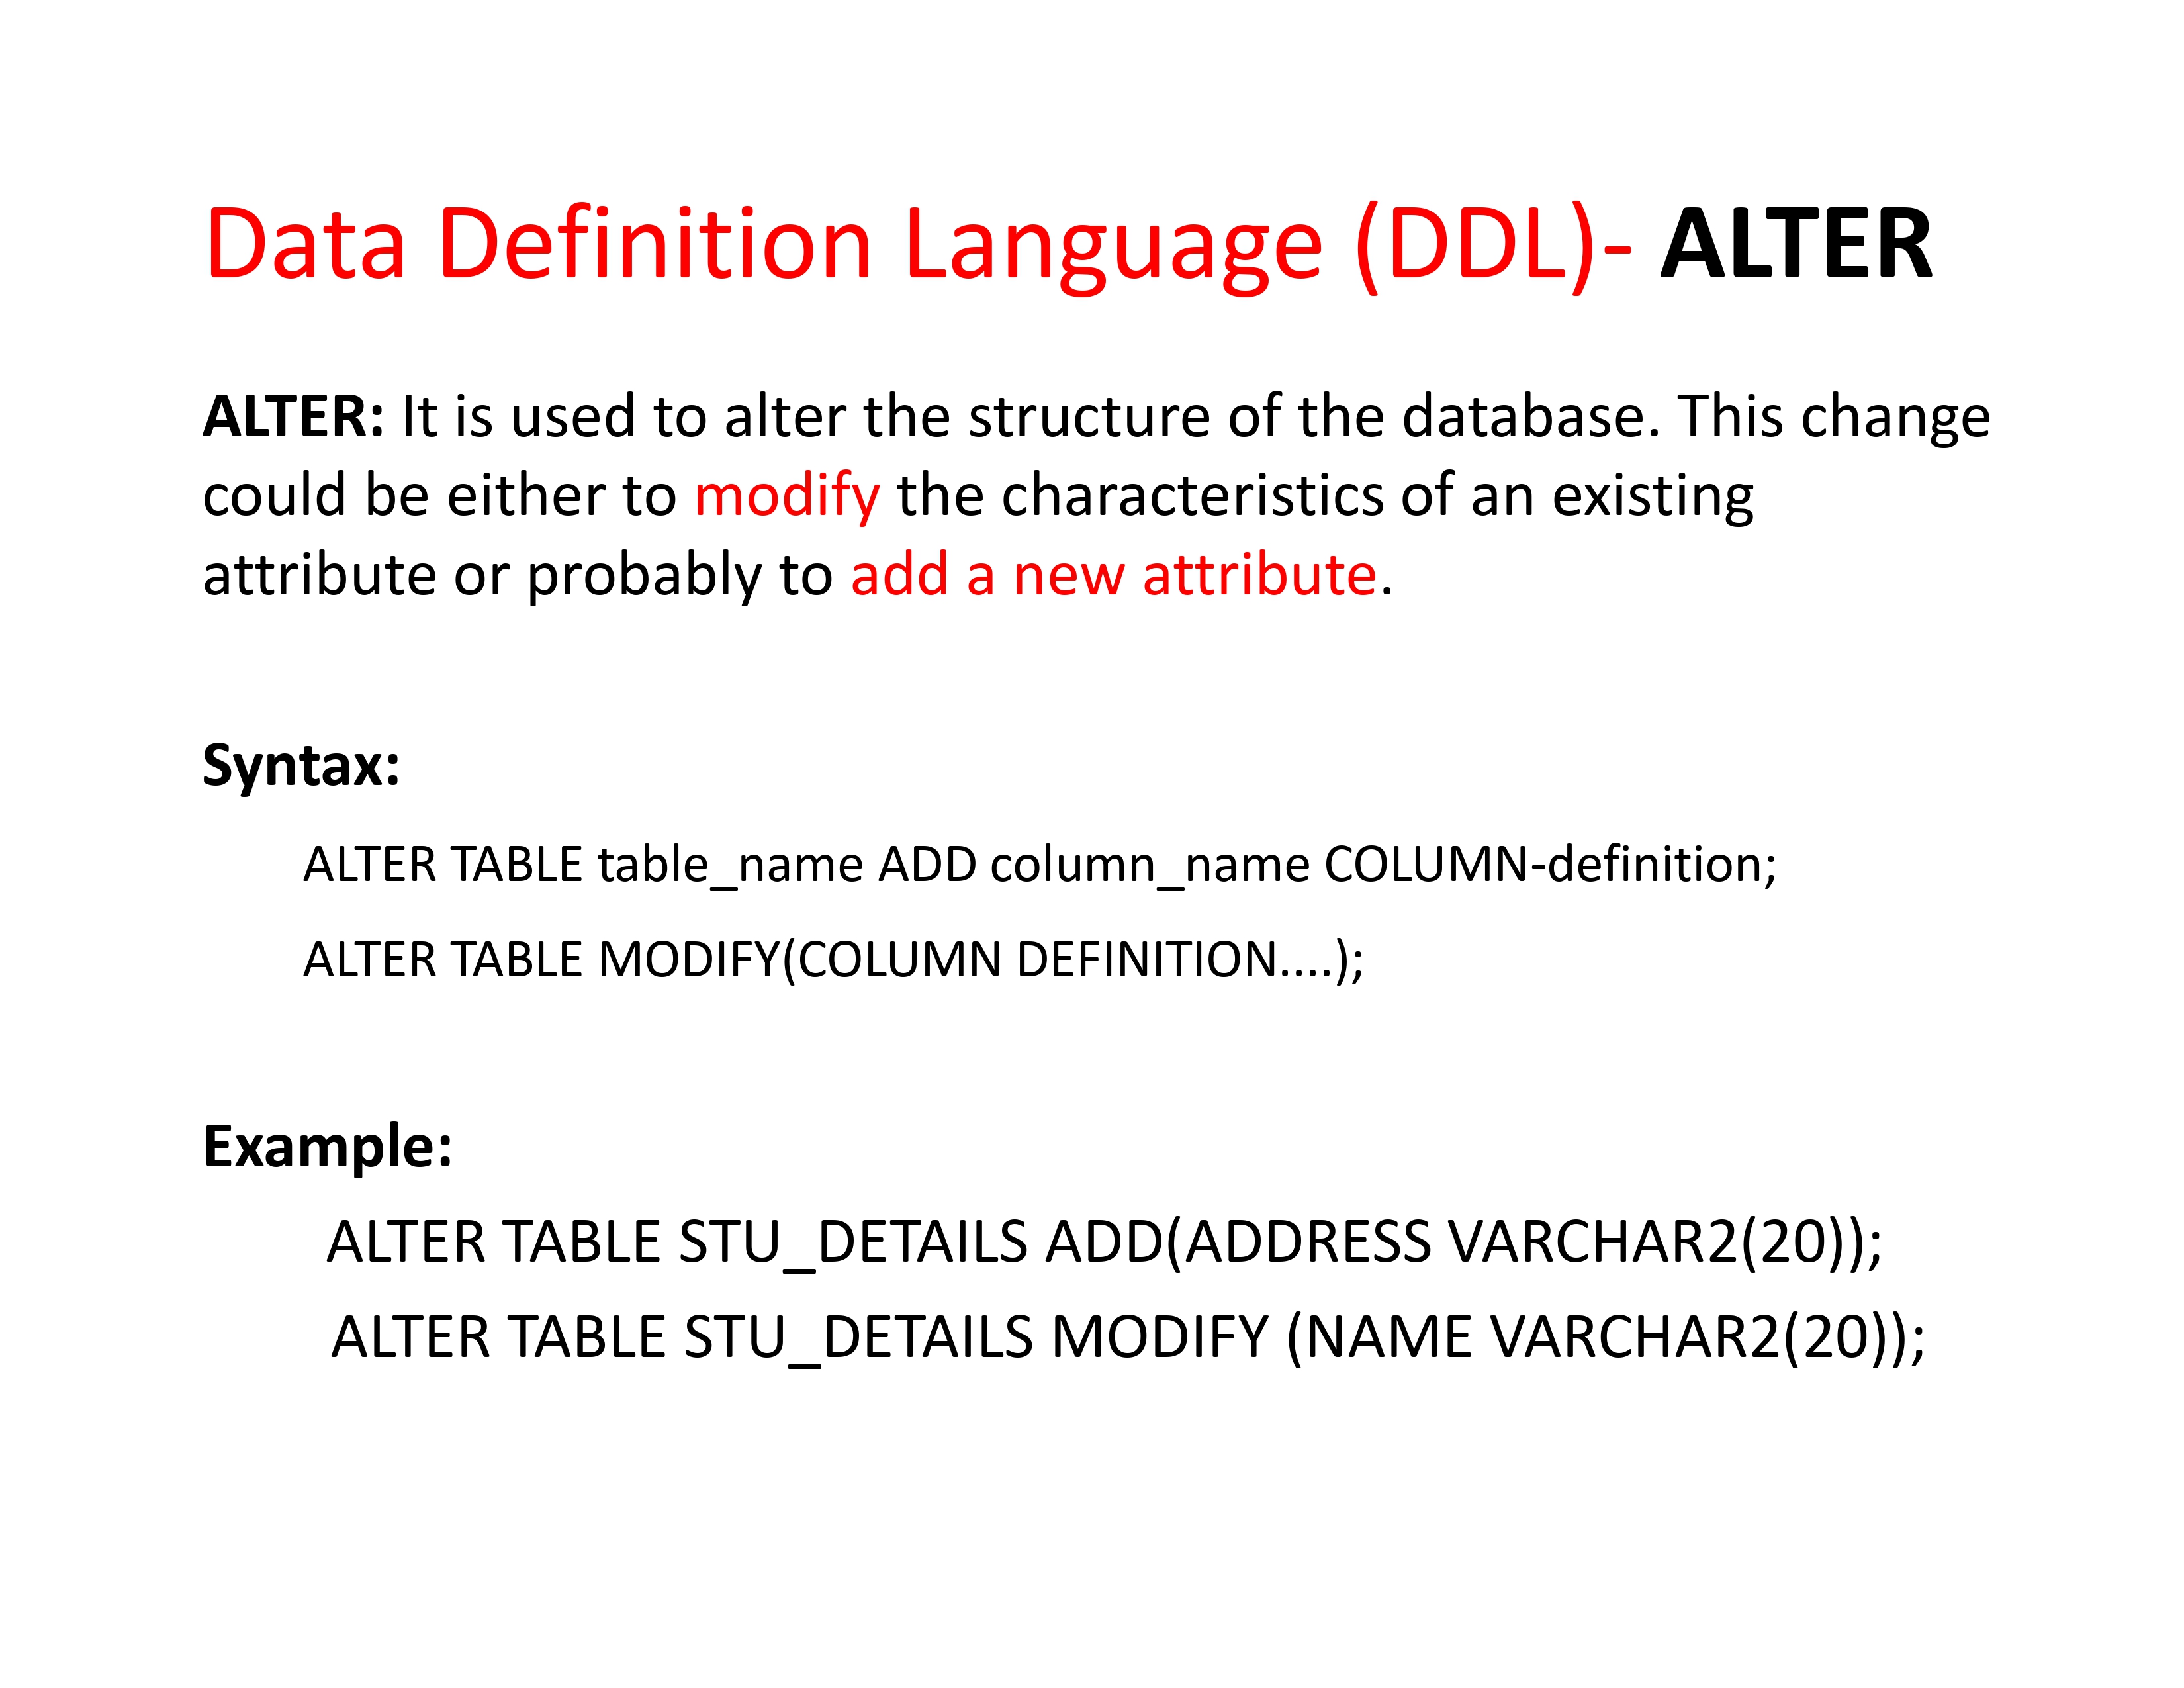 Data Definition Language (DDL)- ALTER
ALTER: It is used to alter the structure of the database. This change
could be either to modify the characteristics of an existing
attribute or probably to add a new attribute.
Syntax:
ALTER TABLE table_name ADD column_name COLUMN-definition;
ALTER TABLE MODIFY(COLUMN DEFINITION....);
Example:
ALTER TABLE STU_DETAILS ADD(ADDRESS VARCHAR2(20));
ALTER TABLE STU_DETAILS MODIFY (NAME VARCHAR2(20));